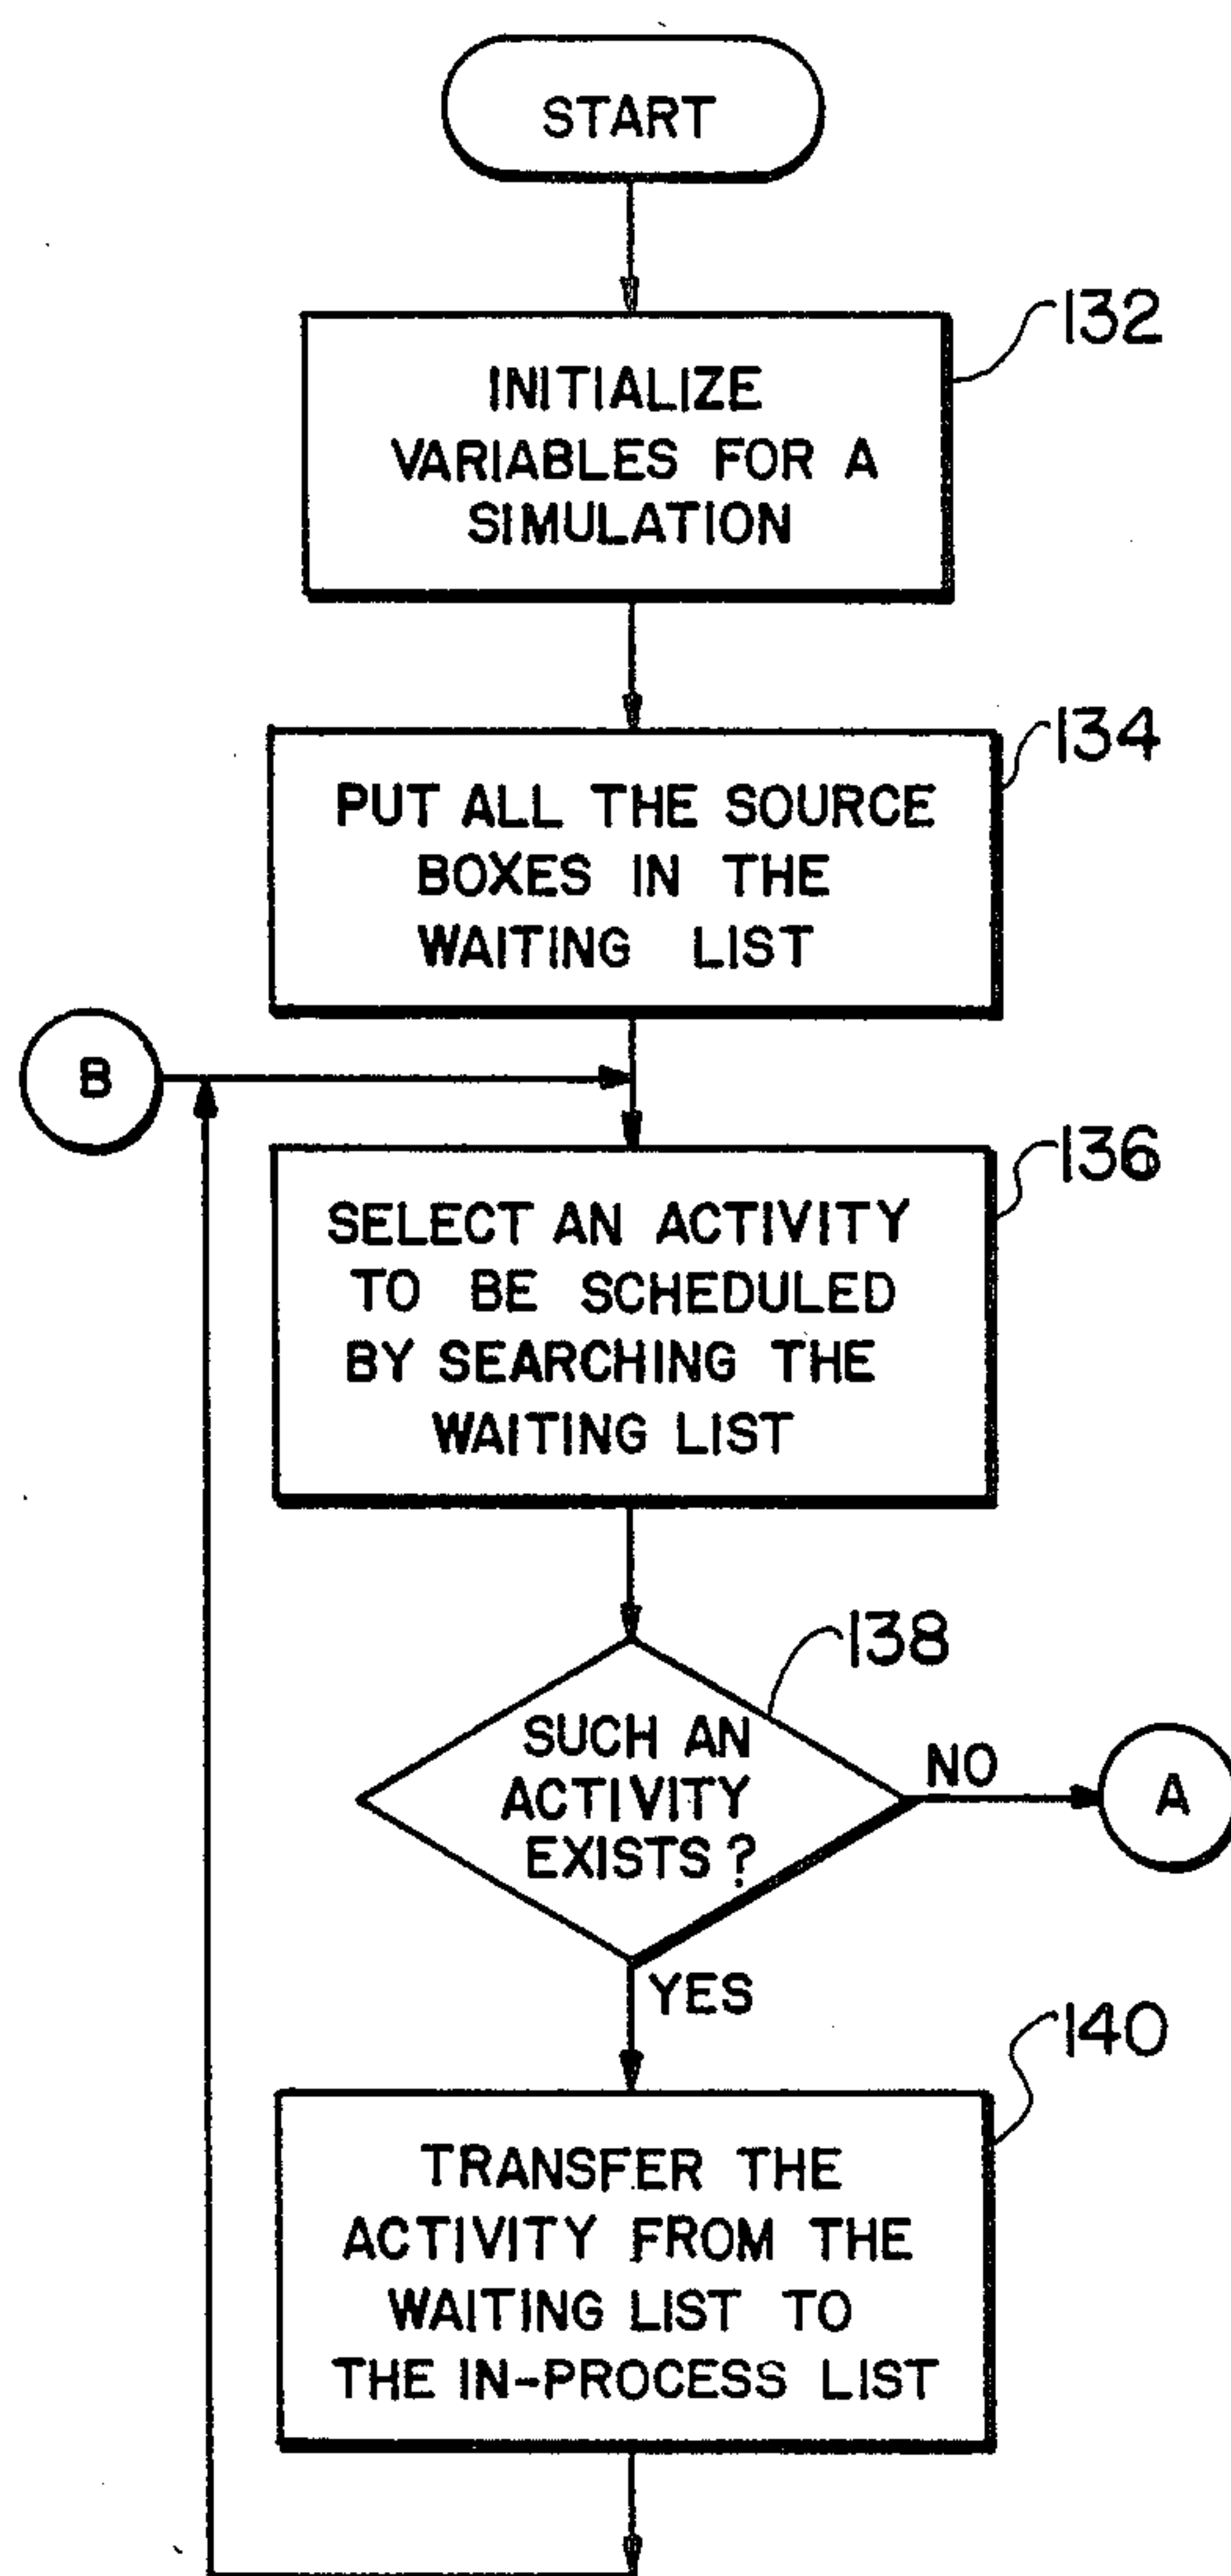 START
132
INITIALIZE
VARIABLES FOR A
SIMULATION
134
PUT ALL THE SOURCE
BOXES IN THE
WAITING LIST
B
136
SELECT AN ACTIVITY
TO BE SCHEDULED
BY SEARCHING THE
WAITING LIST
138
SUCH AN
ACTIVITY
EXISTS?
NO
A
YES
140
TRANSFER THE
ACTIVITY FROM THE
WAITING LIST TO
THE IN-PROCESS LIST